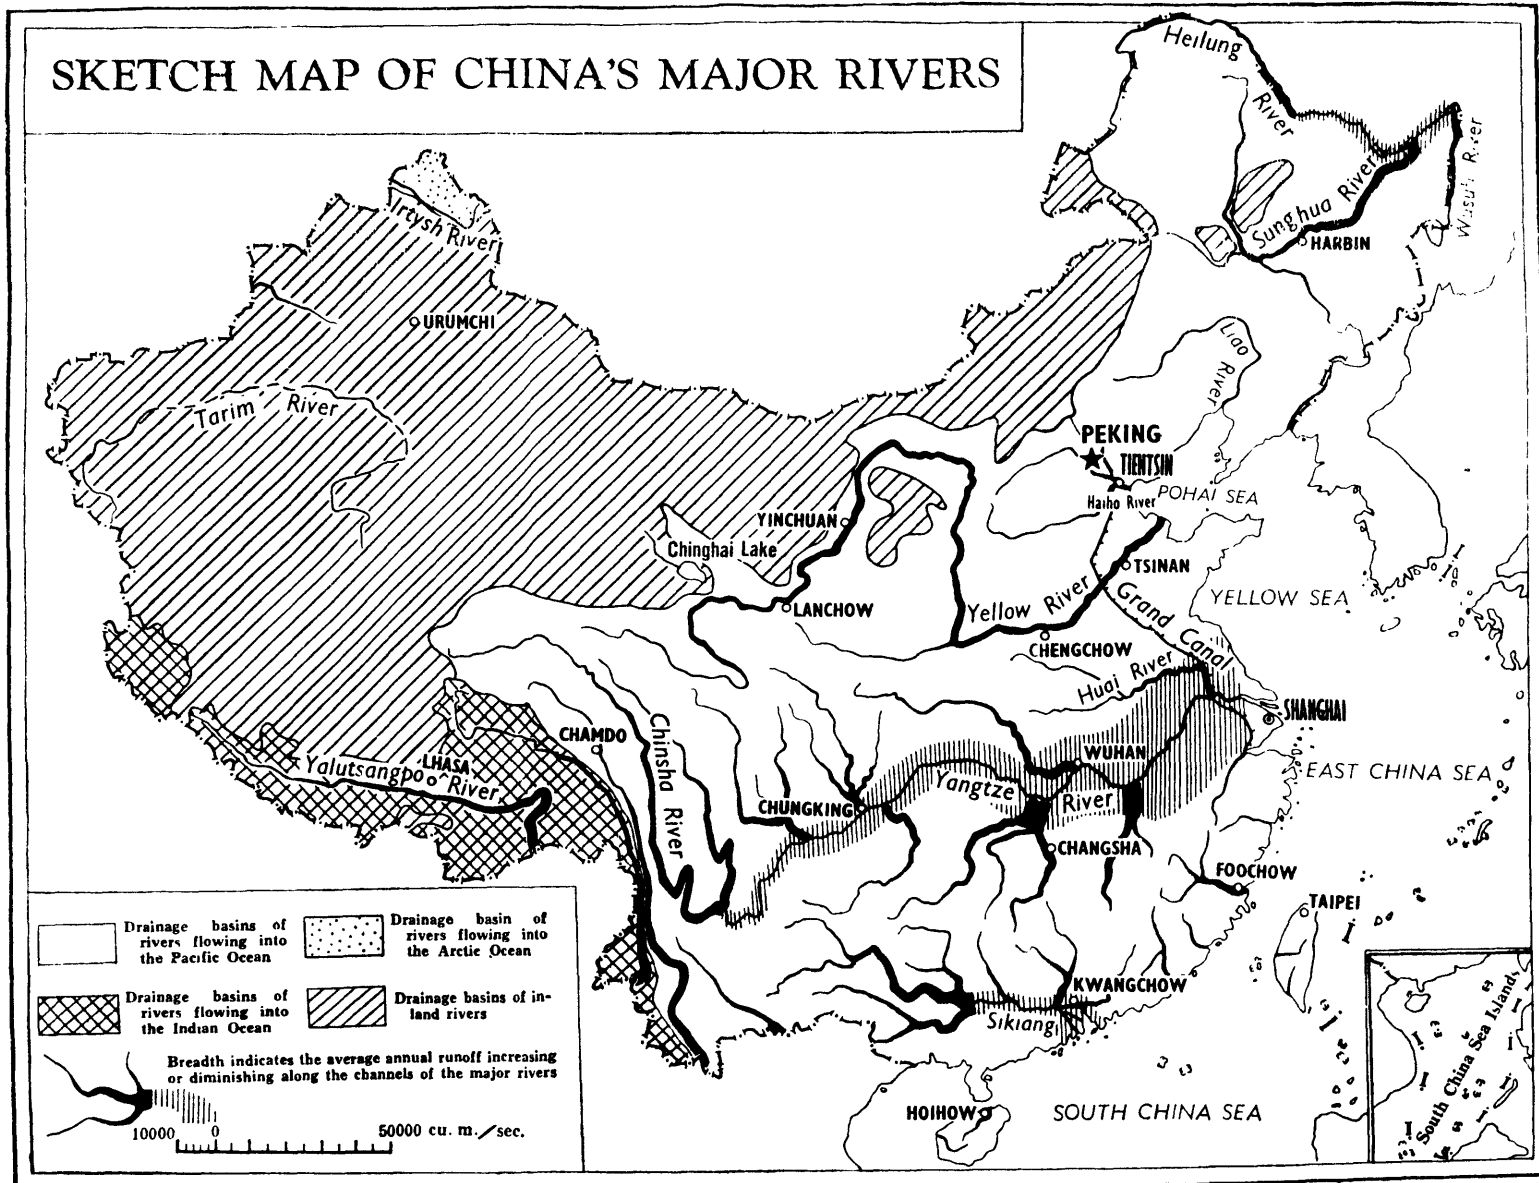 SKETCH MAP OF CHINA'S MAJOR RIVERS
Heilung
River
Wusuli River
Sunghua River
HARBIN
Irtysh River
URUMCHI
Tarim River
Liao
River
PEKING
TIENTSIN
Haiho River
POHAI SEA
YINCHUAN
Chinghai Lake
LANCHOW
TSINAN
Yellow River
Grand Canal
YELLOW SEA
CHENGCHOW
Huai River
SHANGHAI
CHAMDO
Chinsha River
LHASA
Yalutsangpo River
WUHAN
Yangtze
River
EAST CHINA SEA
CHUNGKING
CHANGSHA
FOOCHOW
TAIPEI
KWANGCHOW
Sikiang
HOIHOW
SOUTH CHINA SEA
South China Sea Islands
Drainage basins of
rivers flowing into
the Pacific Ocean
Drainage basin of
rivers flowing into
the Arctic Ocean
Drainage basins of
rivers flowing into
the Indian Ocean
Drainage basins of in-
land rivers
Breadth indicates the average annual runoff increasing
or diminishing along the channels of the major rivers
10000 0 50000 cu. m./sec.